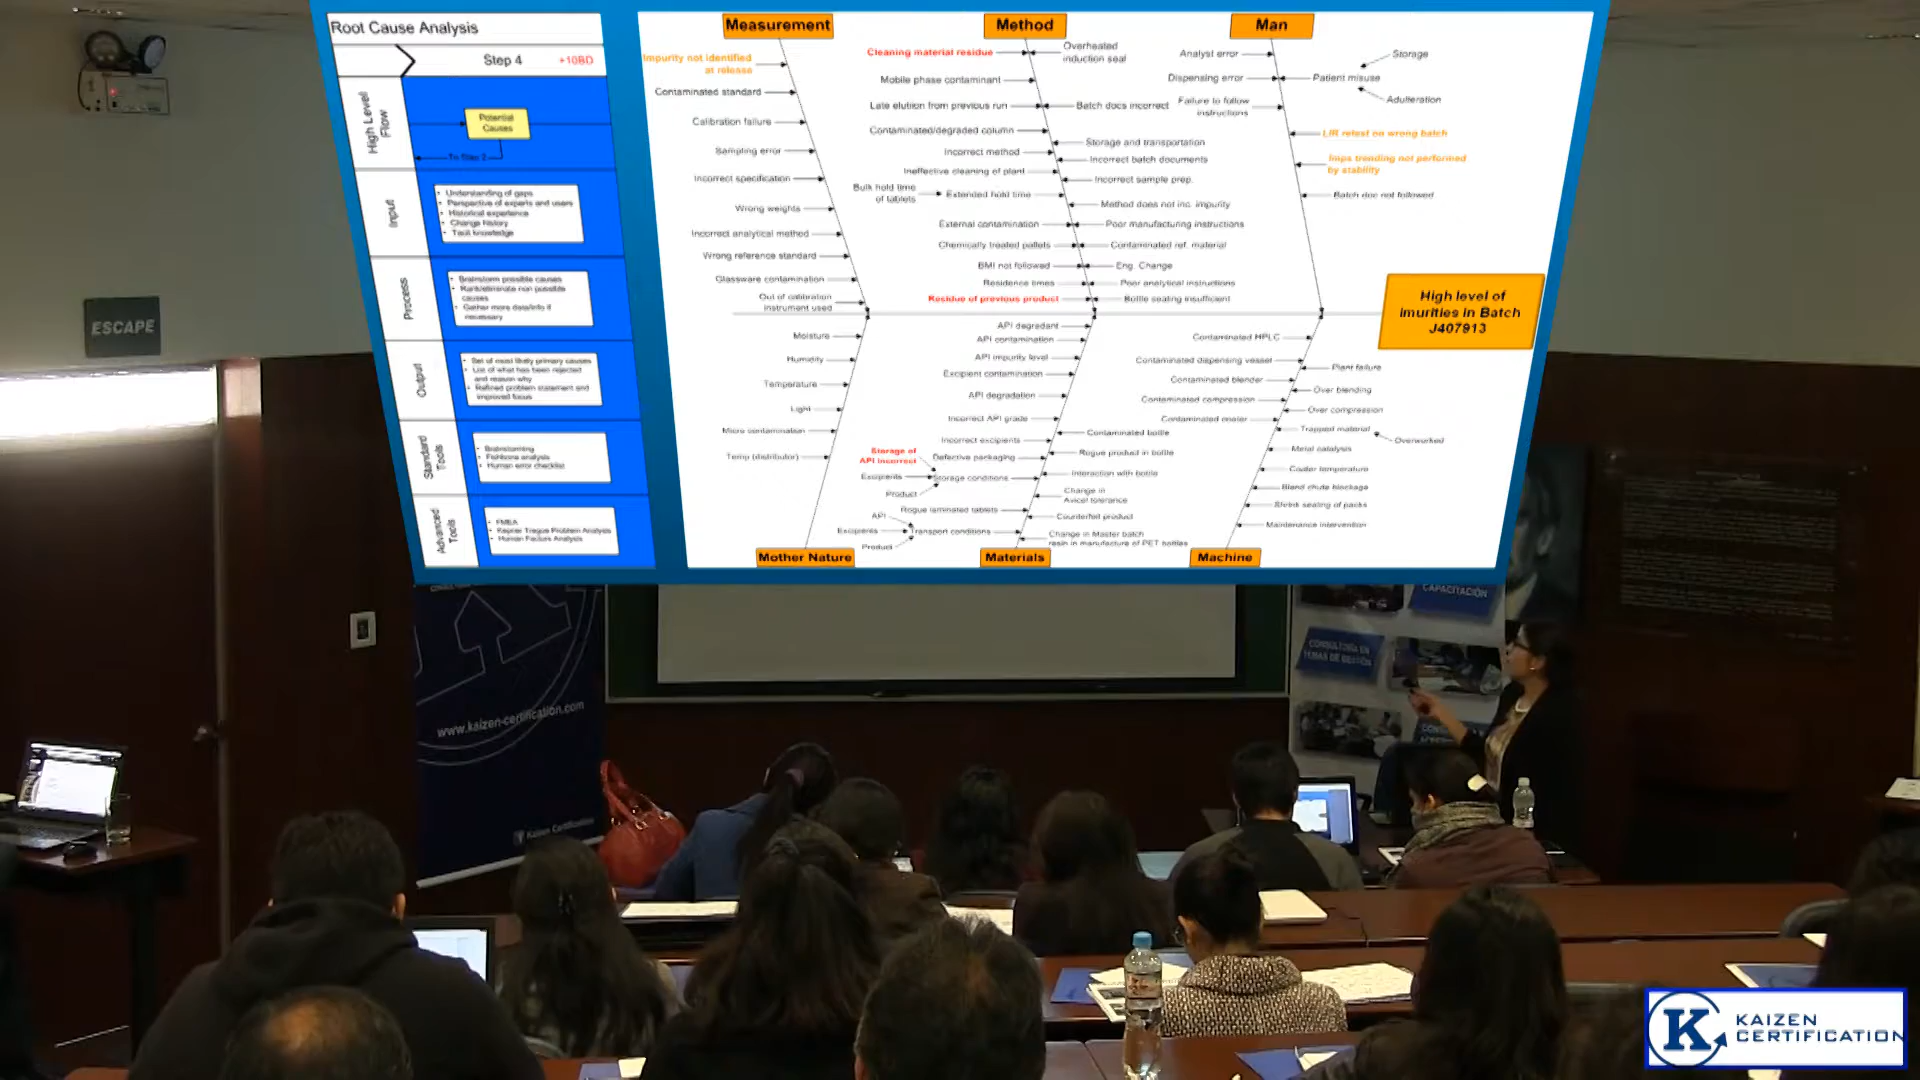 Root Cause Analysis
Step 4
+10BD
High Level
Flow
Potential
Causes
To Step 2
Input
• Understanding of gaps
• Perspective of experts and users
• Historical experience
• Change history
• Tacit knowledge
Process
• Brainstorm possible causes
• Rank/eliminate non possible
causes
• Gather more data/info if
necessary
Output
• Set of most likely primary causes
• List of what has been rejected
and reason why
• Refined problem statement and
improved focus
Standard
Tools
• Brainstorming
• Fishbone analysis
• Human error checklist
Advanced
Tools
• FMEA
• Kepner Tregoe Problem Analysis
• Human Factors Analysis
Measurement
Impurity not identified
at release
Contaminated standard
Calibration failure
Sampling error
Incorrect specification
Wrong weights
Incorrect analytical method
Wrong reference standard
Glassware contamination
Out of calibration
instrument used
Method
Cleaning material residue
Mobile phase contaminant
Late elution from previous run
Contaminated/degraded column
Incorrect method
Ineffective cleaning of plant
Bulk hold time
of tablets
Extended hold time
External contamination
Chemically treated pallets
BMI not followed
Residence times
Residue of previous product
Overheated
induction seal
Batch docs incorrect
Storage and transportation
Incorrect batch documents
Incorrect sample prep.
Method does not inc. impurity
Poor manufacturing instructions
Contaminated ref. material
Eng. Change
Poor analytical instructions
Bottle sealing insufficient
Man
Analyst error
Dispensing error
Failure to follow
instructions
Storage
Patient misuse
Adulteration
LIR retest on wrong batch
Imps trending not performed
by stability
Batch doc not followed
High level of
imurities in Batch
J407913
Moisture
Humidity
Temperature
Light
Micro contamination
Temp (distributor)
Mother Nature
API degradant
API contamination
API impurity level
Excipient contamination
API degradation
Incorrect API grade
Incorrect excipients
Storage of
API incorrect
Defective packaging
Excipients
Storage conditions
Product
Rogue laminated tablets
API
Excipients
Transport conditions
Product
Contaminated bottle
Rogue product in bottle
Interaction with bottle
Change in
Avicel tolerance
Counterfeit product
Change in Master batch
resin in manufacture of PET bottles
Materials
Contaminated HPLC
Contaminated dispensing vessel
Contaminated blender
Contaminated compression
Contaminated coater
Plant failure
Over blending
Over compression
Trapped material
Overworked
Metal catalysis
Coater temperature
Blend chute blockage
Shrink sealing of packs
Maintenance intervention
Machine
ESCAPE
www.kaizen-certification.com
Kaizen Certification
CAPACITACIÓN
CONSULTORÍA EN
TEMAS DE GESTIÓN
K
KAIZEN
CERTIFICATION